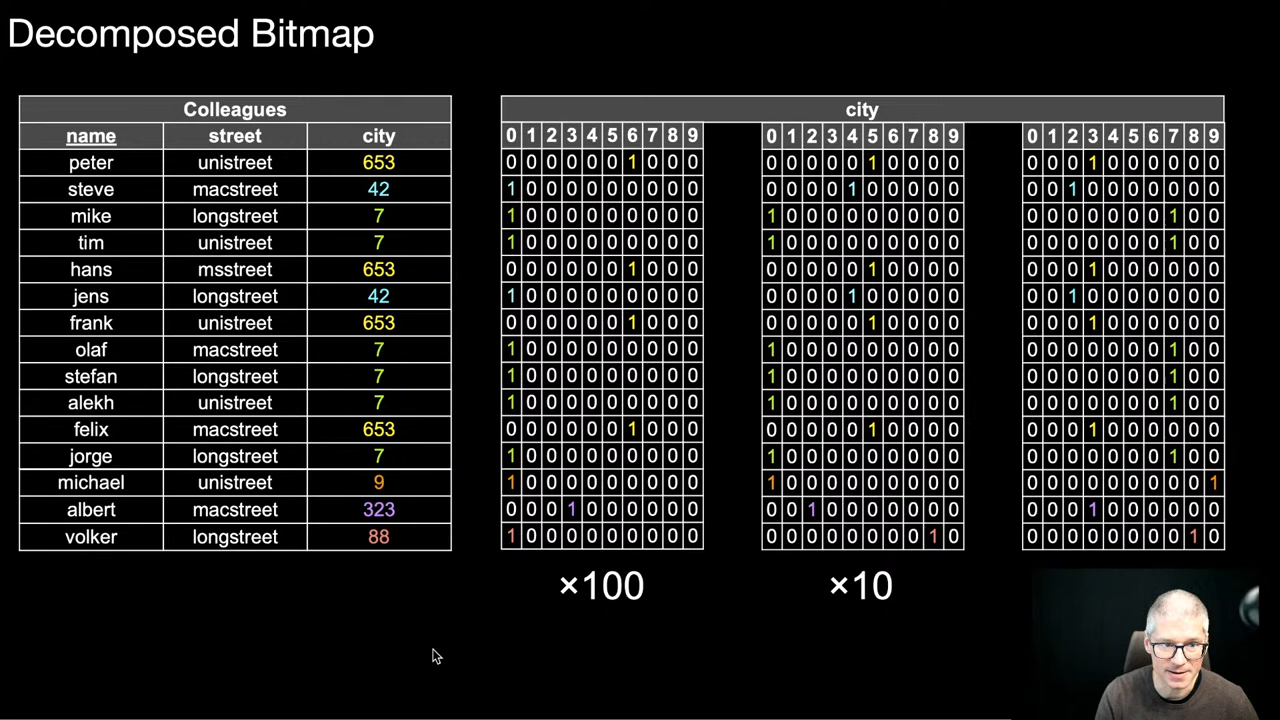 Decomposed Bitmap
Colleagues city
name street city 0 1 2 3 4 5 6 7 8 9 0 1 2 3 4 5 6 7 8 9 0 1 2 3 4 5 6 7 8 9
peter unistreet 653 0 0 0 0 0 0 1 0 0 0 0 0 0 0 0 1 0 0 0 0 0 0 0 1 0 0 0 0 0 0
steve macstreet 42 1 0 0 0 0 0 0 0 0 0 0 0 0 0 1 0 0 0 0 0 0 0 1 0 0 0 0 0 0 0
mike longstreet 7 1 0 0 0 0 0 0 0 0 0 1 0 0 0 0 0 0 0 0 0 0 0 0 0 0 0 0 1 0 0
tim unistreet 7 1 0 0 0 0 0 0 0 0 0 1 0 0 0 0 0 0 0 0 0 0 0 0 0 0 0 0 1 0 0
hans msstreet 653 0 0 0 0 0 0 1 0 0 0 0 0 0 0 0 1 0 0 0 0 0 0 0 1 0 0 0 0 0 0
jens longstreet 42 1 0 0 0 0 0 0 0 0 0 0 0 0 0 1 0 0 0 0 0 0 0 1 0 0 0 0 0 0 0
frank unistreet 653 0 0 0 0 0 0 1 0 0 0 0 0 0 0 0 1 0 0 0 0 0 0 0 1 0 0 0 0 0 0
olaf macstreet 7 1 0 0 0 0 0 0 0 0 0 1 0 0 0 0 0 0 0 0 0 0 0 0 0 0 0 0 1 0 0
stefan longstreet 7 1 0 0 0 0 0 0 0 0 0 1 0 0 0 0 0 0 0 0 0 0 0 0 0 0 0 0 1 0 0
alekh unistreet 7 1 0 0 0 0 0 0 0 0 0 1 0 0 0 0 0 0 0 0 0 0 0 0 0 0 0 0 1 0 0
felix macstreet 653 0 0 0 0 0 0 1 0 0 0 0 0 0 0 0 1 0 0 0 0 0 0 0 1 0 0 0 0 0 0
jorge longstreet 7 1 0 0 0 0 0 0 0 0 0 1 0 0 0 0 0 0 0 0 0 0 0 0 0 0 0 0 1 0 0
michael unistreet 9 1 0 0 0 0 0 0 0 0 0 1 0 0 0 0 0 0 0 0 0 0 0 0 0 0 0 0 0 0 1
albert macstreet 323 0 0 0 1 0 0 0 0 0 0 0 0 1 0 0 0 0 0 0 0 0 0 0 1 0 0 0 0 0 0
volker longstreet 88 1 0 0 0 0 0 0 0 0 0 0 0 0 0 0 0 0 0 1 0 0 0 0 0 0 0 0 0 1 0
×100 ×10